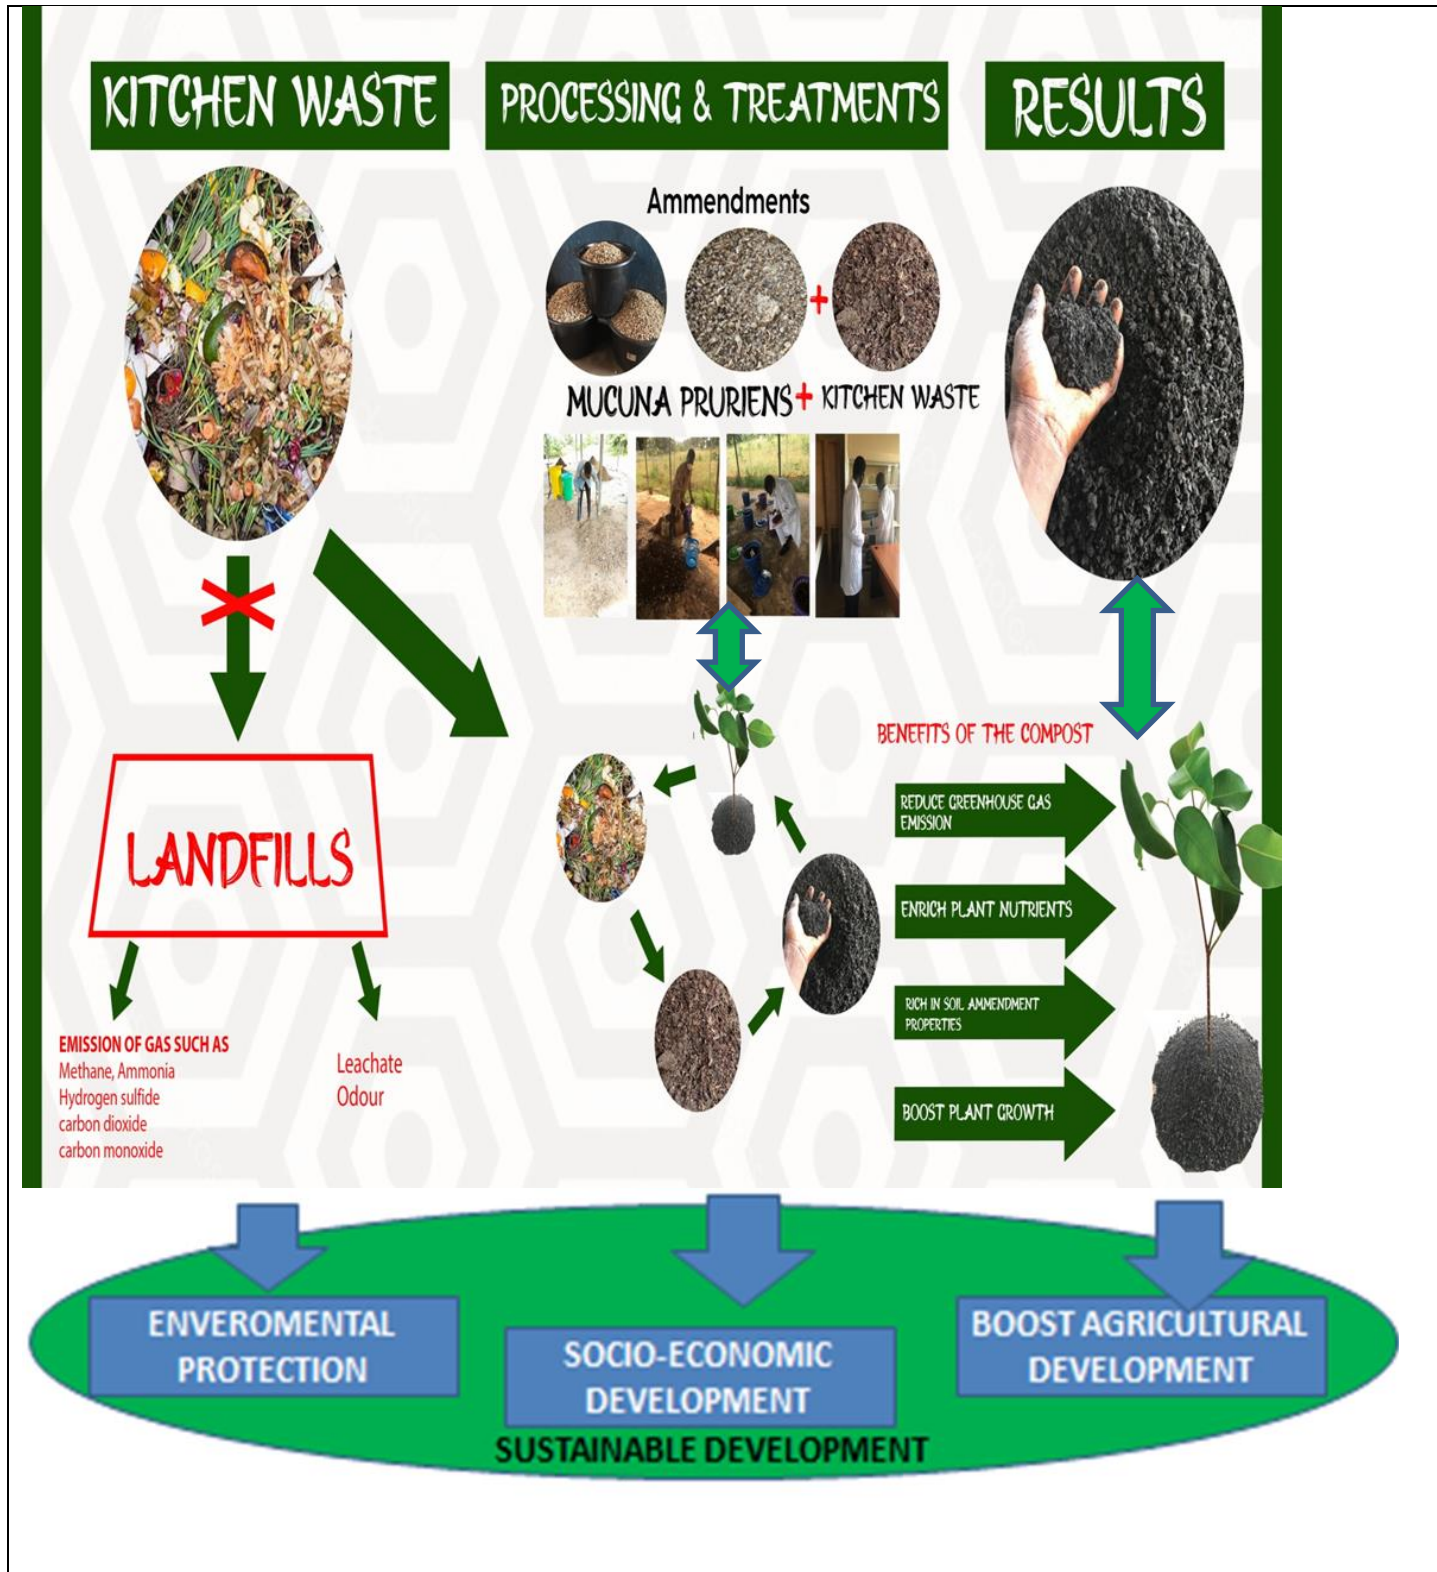 KITCHEN WASTE
PROCESSING & TREATMENTS
RESULTS
Ammendments
+
MUCUNA PRURIENS + KITCHEN WASTE
LANDFILLS
EMISSION OF GAS SUCH AS
Methane, Ammonia
Hydrogen sulfide
carbon dioxide
carbon monoxide
Leachate
Odour
BENEFITS OF THE COMPOST
REDUCE GREENHOUSE GAS
EMISSION
ENRICH PLANT NUTRIENTS
RICH IN SOIL AMMENDMENT
PROPERTIES
BOOST PLANT GROWTH
ENVEROMENTAL
PROTECTION
SOCIO-ECONOMIC
DEVELOPMENT
BOOST AGRICULTURAL
DEVELOPMENT
SUSTAINABLE DEVELOPMENT